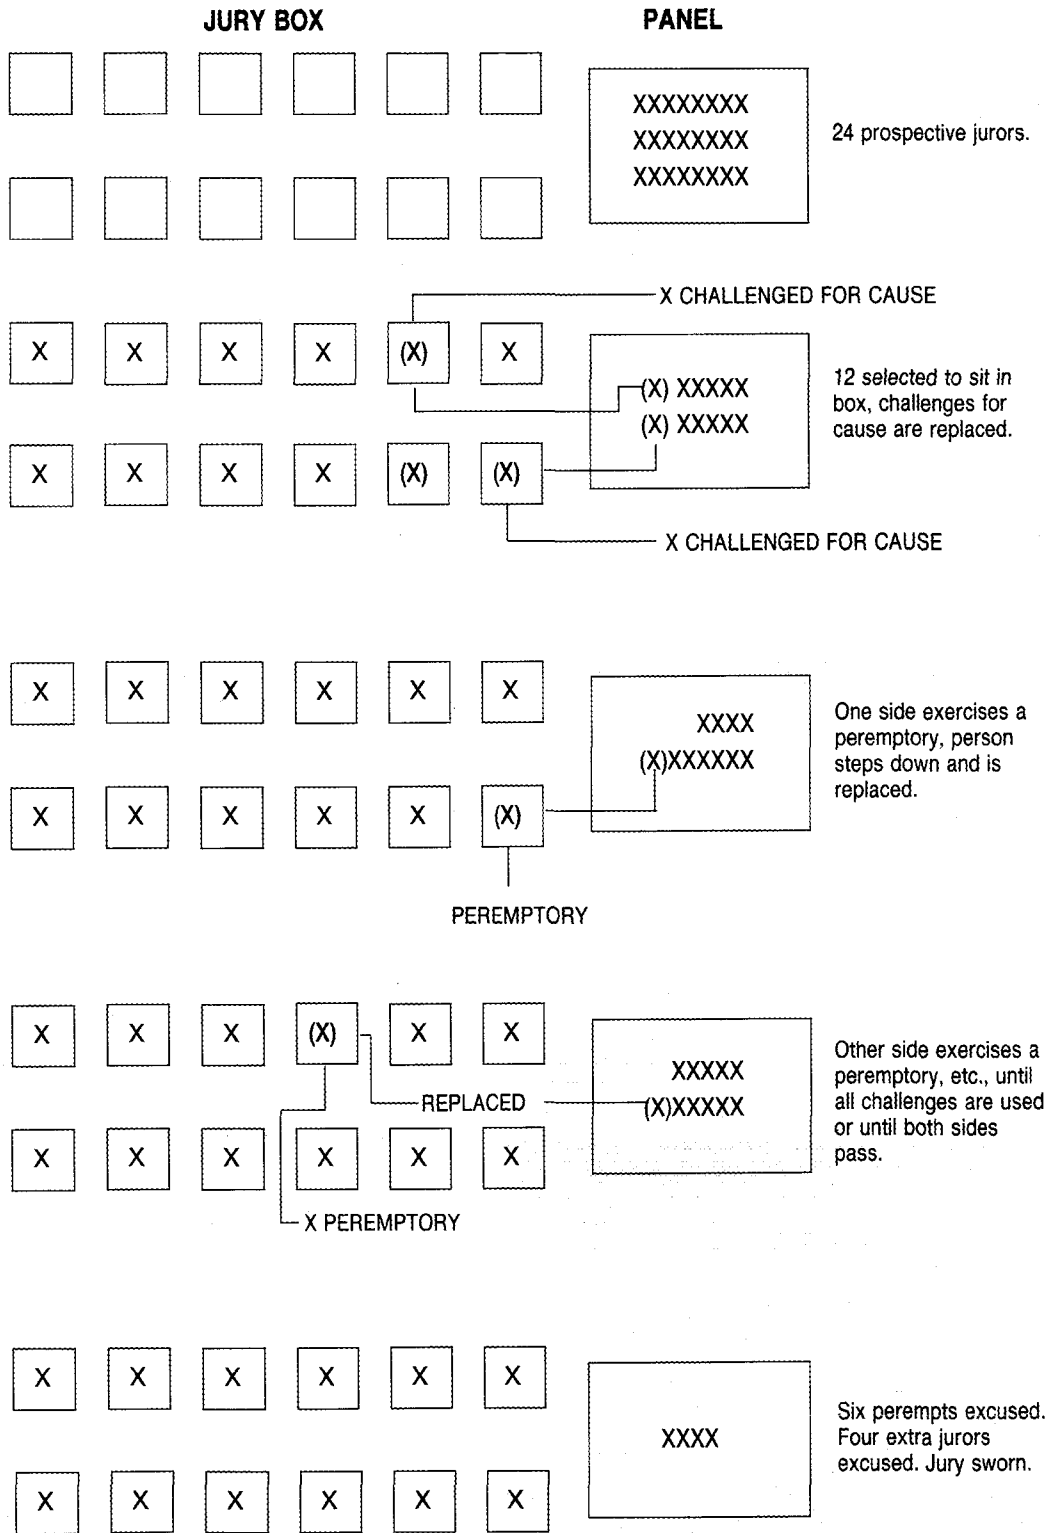 JURY BOX PANEL
XXXXXXXX
XXXXXXXX
XXXXXXXX
24 prospective jurors.
X CHALLENGED FOR CAUSE
X X X X (X) X
(X) XXXXX
(X) XXXXX
12 selected to sit in
box, challenges for
cause are replaced.
X X X X (X) (X)
X CHALLENGED FOR CAUSE
X X X X X X
XXXX
(X)XXXXXX
One side exercises a
peremptory, person
steps down and is
replaced.
X X X X X (X)
PEREMPTORY
X X X (X) X X
XXXXX
REPLACED
(X)XXXXX
Other side exercises a
peremptory, etc., until
all challenges are used
or until both sides
pass.
X X X X X X
X PEREMPTORY
X X X X X X
XXXX
Six perempts excused.
Four extra jurors
excused. Jury sworn.
X X X X X X